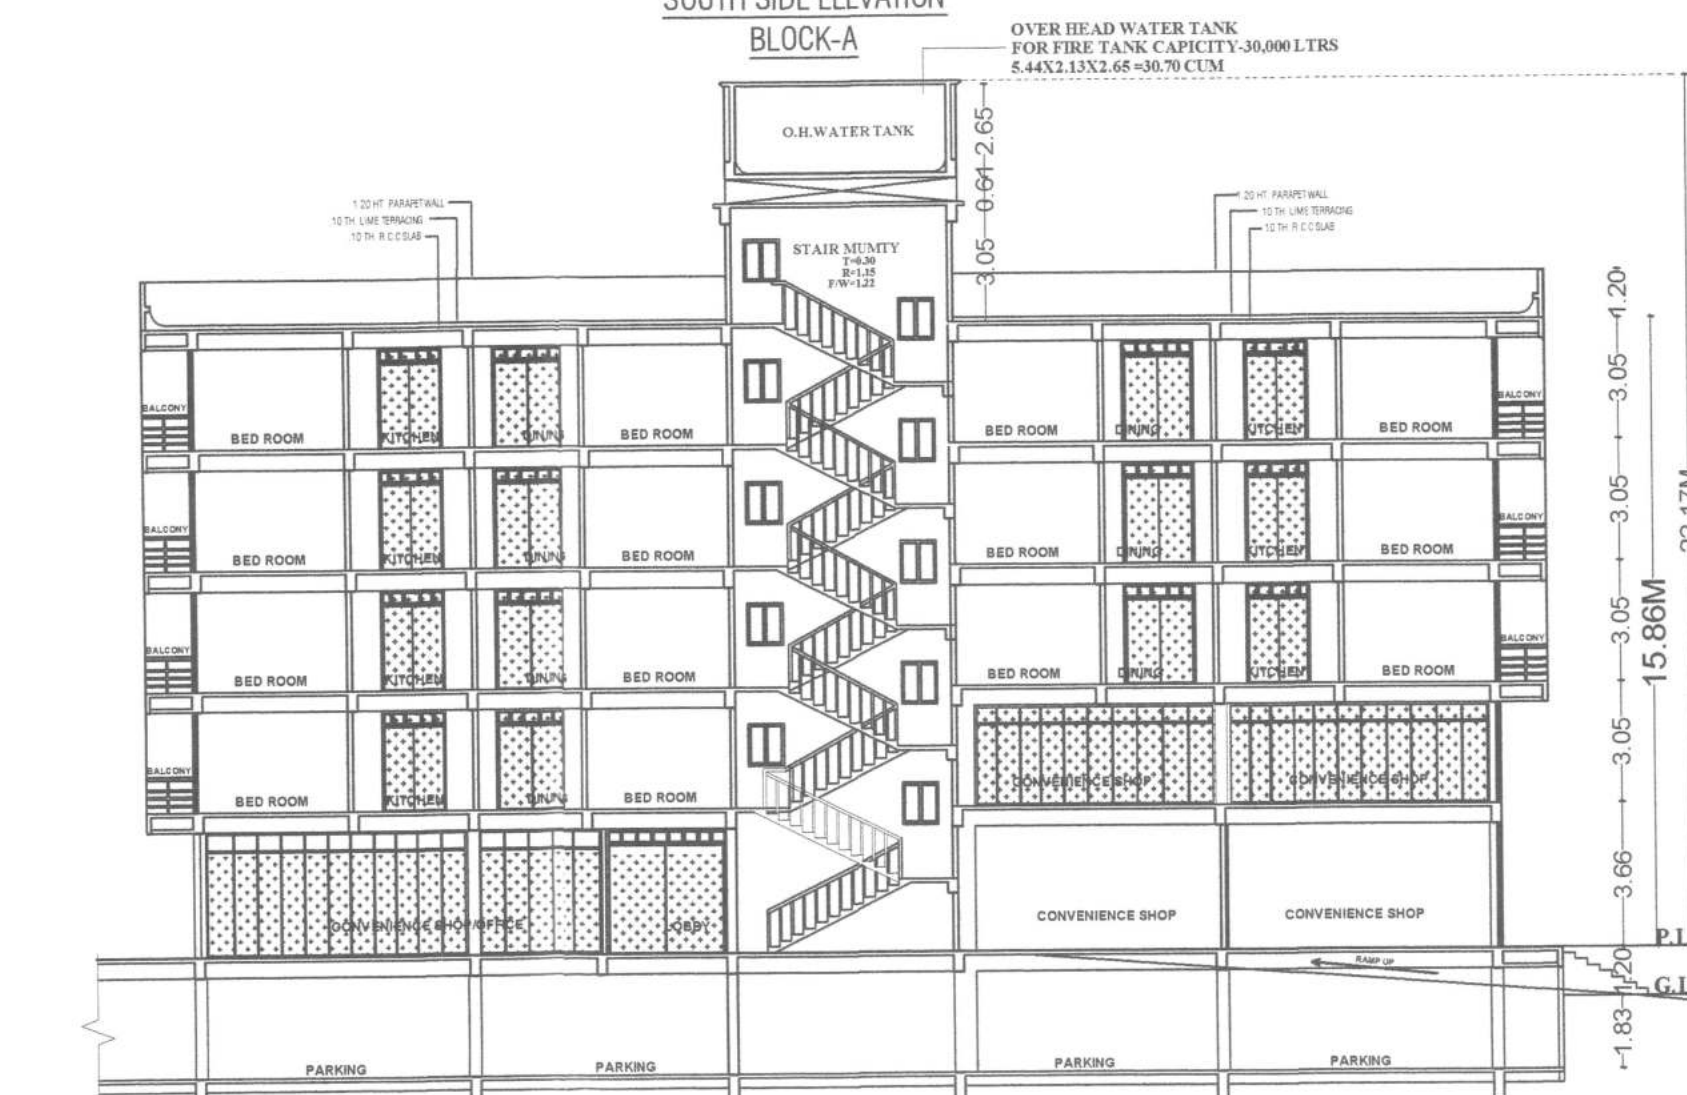 SOUTH SIDE ELEVATION
BLOCK-A
OVER HEAD WATER TANK
FOR FIRE TANK CAPICITY-30,000 LTRS
5.44X2.13X2.65 =30.70 CUM
O.H.WATER TANK
2.65
0.61
3.05
1.20 HT. PARAPET WALL
.10 TH. LIME TERRACING
.10 TH. R.C.C SLAB
1.20 HT. PARAPET WALL
.10 TH. LIME TERRACING
.10 TH. R.C.C SLAB
STAIR MUMTY
T=0.30
R=1.15
F/W=1.22
1.20
3.05
BALCONY
BED ROOM
KITCHEN
DINING
BED ROOM
BED ROOM
DINING
KITCHEN
BED ROOM
BALCONY
3.05
BALCONY
BED ROOM
KITCHEN
DINING
BED ROOM
BED ROOM
DINING
KITCHEN
BED ROOM
BALCONY
3.05
15.86M
BALCONY
BED ROOM
KITCHEN
DINING
BED ROOM
BED ROOM
DINING
KITCHEN
BED ROOM
BALCONY
3.05
BALCONY
BED ROOM
KITCHEN
DINING
BED ROOM
CONVENIENCE SHOP
CONVENIENCE SHOP
3.66
CONVENIENCE SHOP/OFFICE
LOBBY
CONVENIENCE SHOP
CONVENIENCE SHOP
P.L
RAMP UP
1.20
G.L
1.83
PARKING
PARKING
PARKING
PARKING